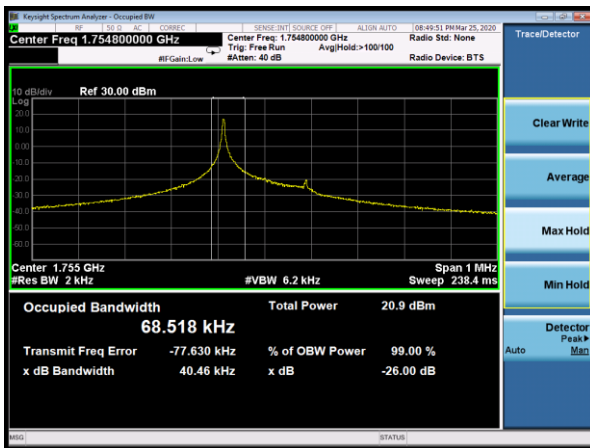 Keysight Spectrum Analyzer - Occupied BW
RF 50 Ω AC CORREC SENSE:INT SOURCE OFF ALIGN AUTO 08:49:51 PM Mar 25, 2020
Center Freq 1.754800000 GHz
Center Freq: 1.754800000 GHz
Radio Std: None
Trig: Free Run Avg|Hold:>100/100
#IFGain:Low
#Atten: 40 dB
Radio Device: BTS
Trace/Detector
10 dB/div Ref 30.00 dBm
Log
20.0
10.0
0.00
-10.0
-20.0
-30.0
-40.0
-50.0
-60.0
Center 1.755 GHz
Span 1 MHz
#Res BW 2 kHz
#VBW 6.2 kHz
Sweep 238.4 ms
Occupied Bandwidth
68.518 kHz
Total Power 20.9 dBm
Transmit Freq Error -77.630 kHz
% of OBW Power 99.00 %
x dB Bandwidth 40.46 kHz
x dB -26.00 dB
Clear Write
Average
Max Hold
Min Hold
Detector
Peak▶
Auto Man
MSG
STATUS